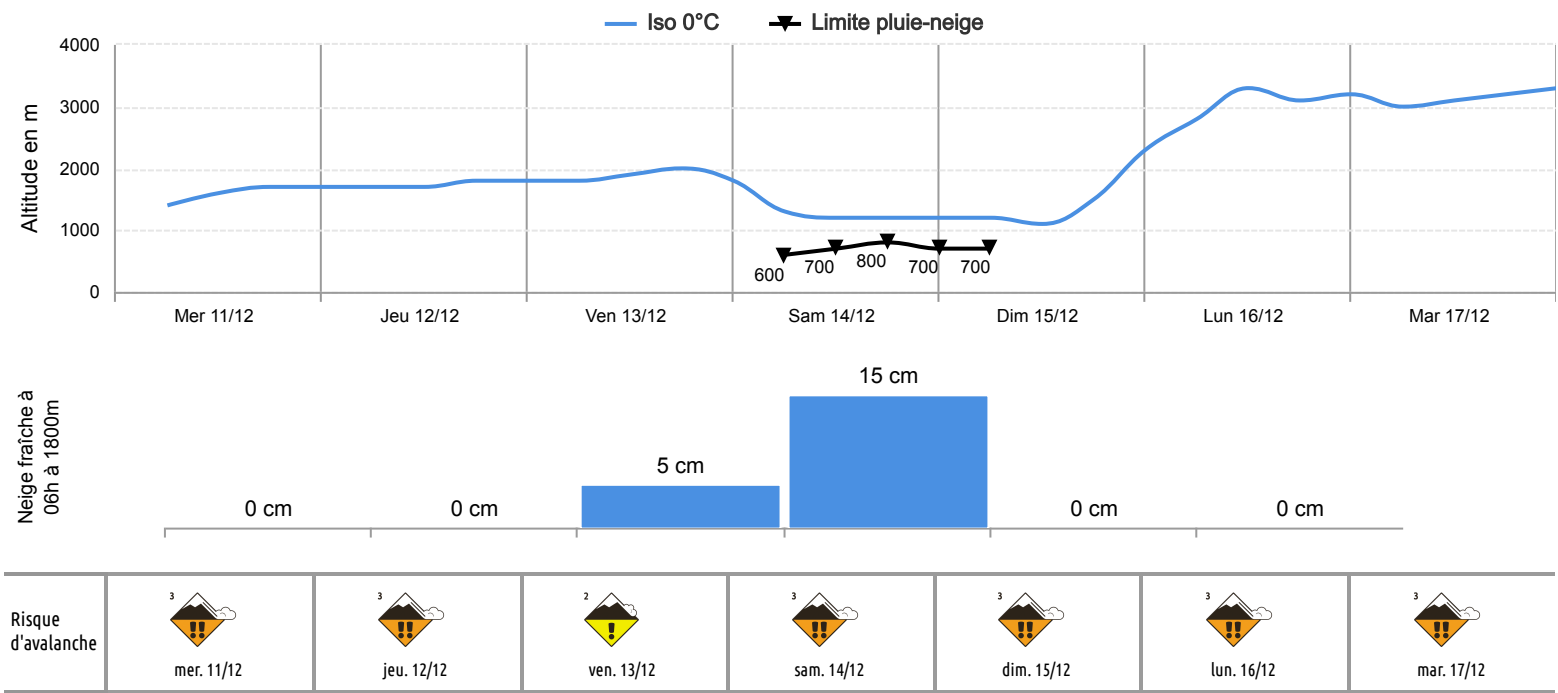 Iso 0°C Limite pluie-neige
Altitude en m
4000
3000
2000
1000
0
600 700 800 700 700
Mer 11/12 Jeu 12/12 Ven 13/12 Sam 14/12 Dim 15/12 Lun 16/12 Mar 17/12
Neige fraîche à
06h à 1800m
0 cm 0 cm 5 cm 15 cm 0 cm 0 cm
Risque
d'avalanche
3 3 2 3 3 3 3
!! !! ! !! !! !! !!
mer. 11/12 jeu. 12/12 ven. 13/12 sam. 14/12 dim. 15/12 lun. 16/12 mar. 17/12